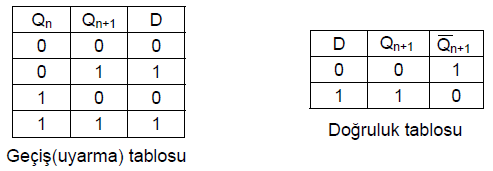 Qn Qn+1 D
0 0 0
0 1 1
1 0 0
1 1 1
Geçiş(uyarma) tablosu
D Qn+1 Q̅n+1
0 0 1
1 1 0
Doğruluk tablosu